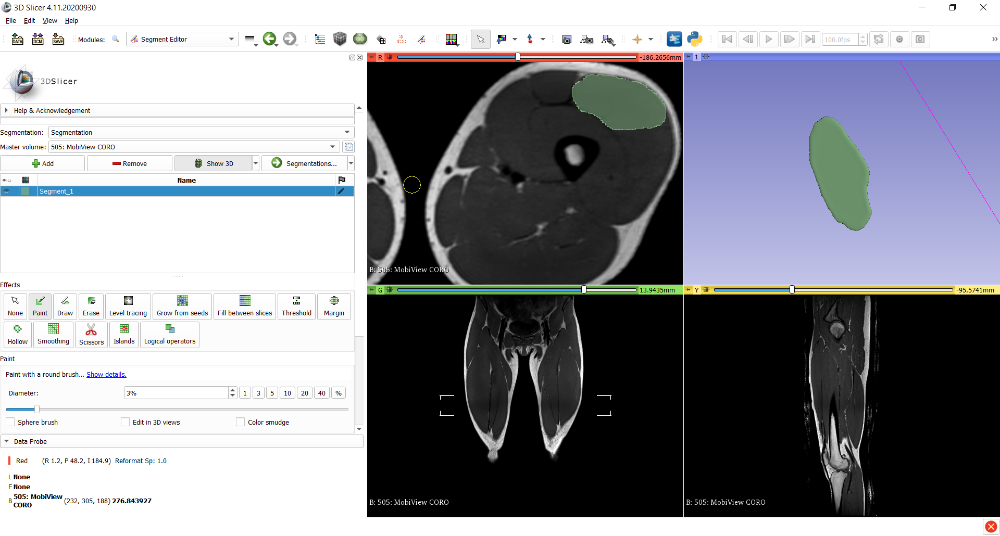 3D Slicer 4.11.20200930
File Edit View Help
DATA DCM SAVE Modules: Segment Editor 100.0fps
3DSlicer
Help & Acknowledgement
Segmentation: Segmentation
Master volume: 505: MobiView CORO
Add Remove Show 3D Segmentations...
Name
Segment_1
Effects
None Paint Draw Erase Level tracing Grow from seeds Fill between slices Threshold Margin
Hollow Smoothing Scissors Islands Logical operators
Paint
Paint with a round brush... Show details.
Diameter: 3% 1 3 5 10 20 40 %
Sphere brush Edit in 3D views Color smudge
Data Probe
Red (R 1.2, P 48.2, I 184.9) Reformat Sp: 1.0
L None
F None
B 505: MobiView CORO (232, 305, 188) 276.843927
R -186.2656mm
B: 505: MobiView CORO
1
G 13.9435mm
B: 505: MobiView CORO
Y -95.5741mm
B: 505: MobiView CORO